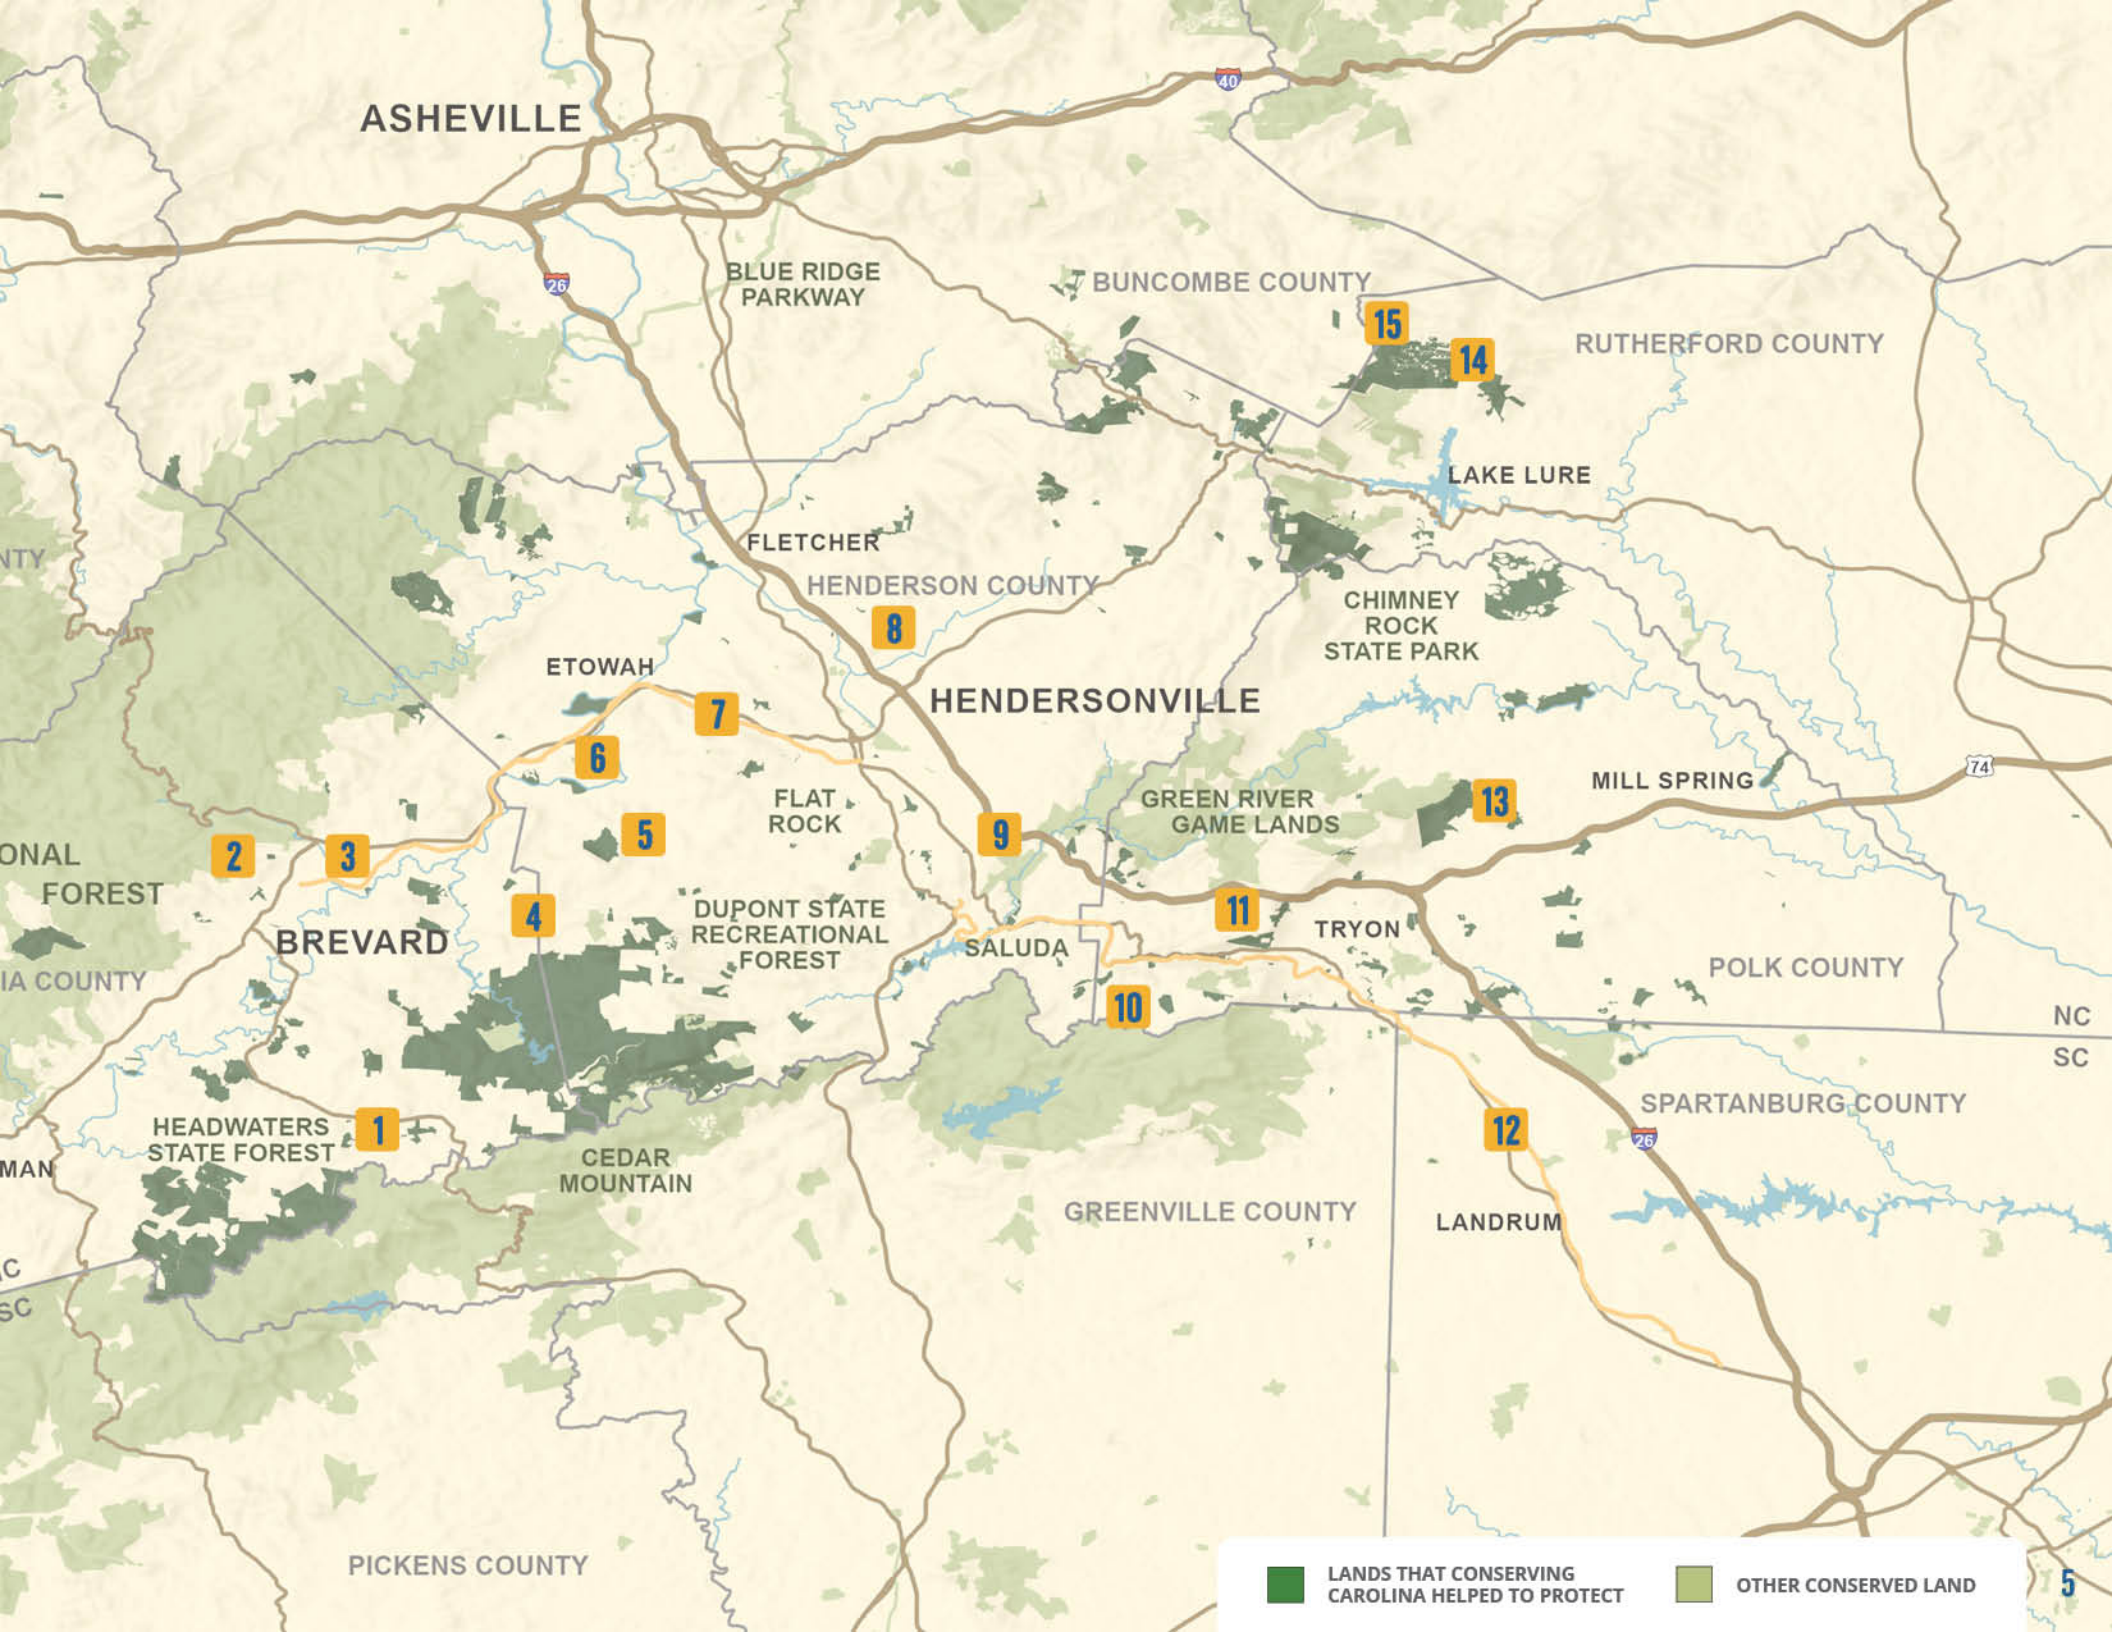 40
ASHEVILLE
26
BLUE RIDGE
PARKWAY
BUNCOMBE COUNTY
15
14
RUTHERFORD COUNTY
LAKE LURE
FLETCHER
NTY
HENDERSON COUNTY
8
CHIMNEY
ROCK
STATE PARK
ETOWAH
7
HENDERSONVILLE
6
74
MILL SPRING
FLAT
ROCK
GREEN RIVER
GAME LANDS
13
5
9
2
3
ONAL
FOREST
4
DUPONT STATE
RECREATIONAL
FOREST
11
TRYON
BREVARD
SALUDA
IA COUNTY
POLK COUNTY
10
NC
SC
HEADWATERS
STATE FOREST
1
SPARTANBURG COUNTY
12
26
MAN
CEDAR
MOUNTAIN
GREENVILLE COUNTY
LANDRUM
C
SC
PICKENS COUNTY
LANDS THAT CONSERVING
CAROLINA HELPED TO PROTECT
OTHER CONSERVED LAND
5